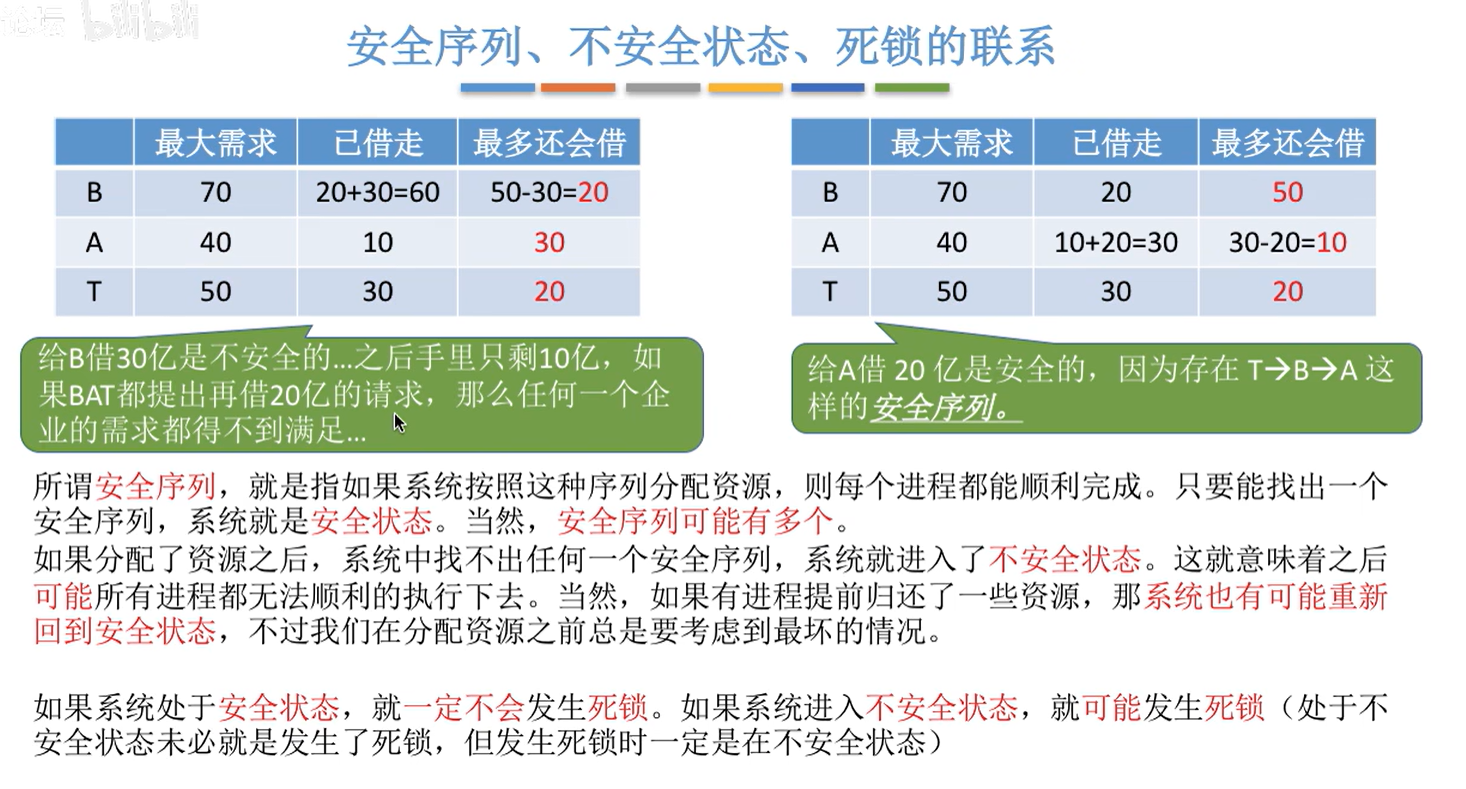 论坛 bilibili
安全序列、不安全状态、死锁的联系
最大需求 已借走 最多还会借
B 70 20+30=60 50-30=20
A 40 10 30
T 50 30 20
最大需求 已借走 最多还会借
B 70 20 50
A 40 10+20=30 30-20=10
T 50 30 20
给B借30亿是不安全的...之后手里只剩10亿，如
果BAT都提出再借20亿的请求，那么任何一个企
业的需求都得不到满足...
给A借 20 亿是安全的，因为存在 T→B→A 这
样的安全序列。
所谓安全序列，就是指如果系统按照这种序列分配资源，则每个进程都能顺利完成。只要能找出一个
安全序列，系统就是安全状态。当然，安全序列可能有多个。
如果分配了资源之后，系统中找不出任何一个安全序列，系统就进入了不安全状态。这就意味着之后
可能所有进程都无法顺利的执行下去。当然，如果有进程提前归还了一些资源，那系统也有可能重新
回到安全状态，不过我们在分配资源之前总是要考虑到最坏的情况。
如果系统处于安全状态，就一定不会发生死锁。如果系统进入不安全状态，就可能发生死锁（处于不
安全状态未必就是发生了死锁，但发生死锁时一定是在不安全状态）